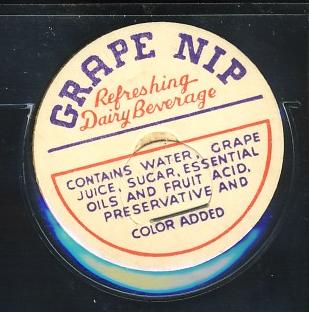 GRAPE NIP
Refreshing
Dairy Beverage
CONTAINS WATER, GRAPE
JUICE, SUGAR, ESSENTIAL
OILS AND FRUIT ACID,
PRESERVATIVE AND
COLOR ADDED